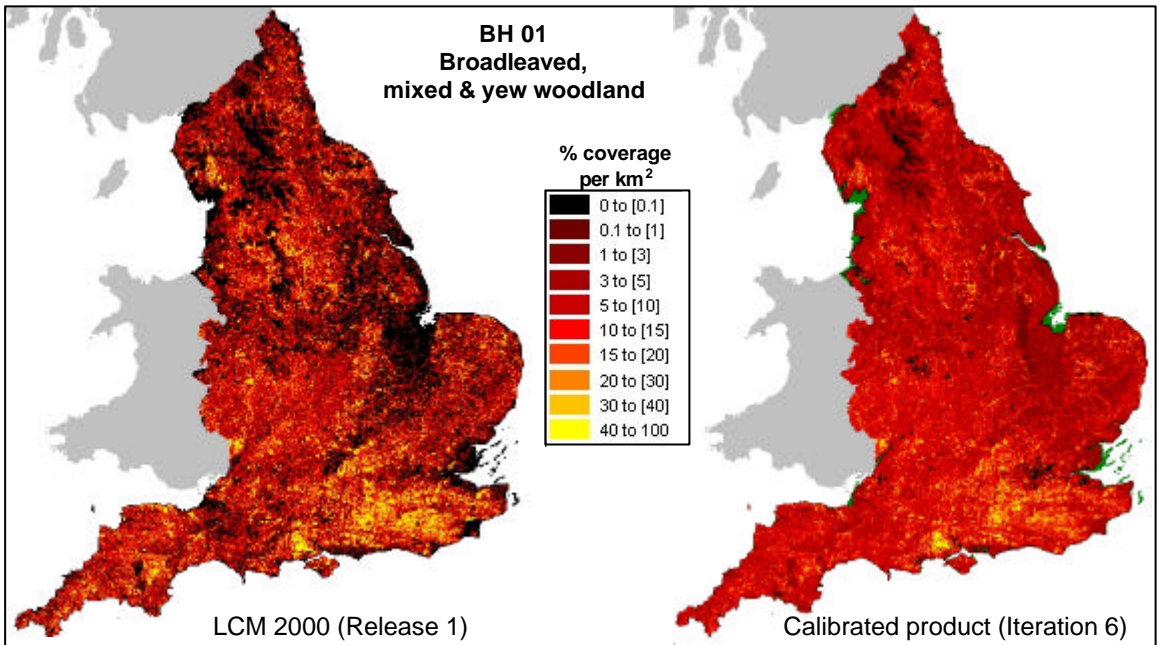 BH 01
Broadleaved,
mixed & yew woodland
% coverage
per km²
0 to [0.1]
0.1 to [1]
1 to [3]
3 to [5]
5 to [10]
10 to [15]
15 to [20]
20 to [30]
30 to [40]
40 to 100
LCM 2000 (Release 1)
Calibrated product (Iteration 6)